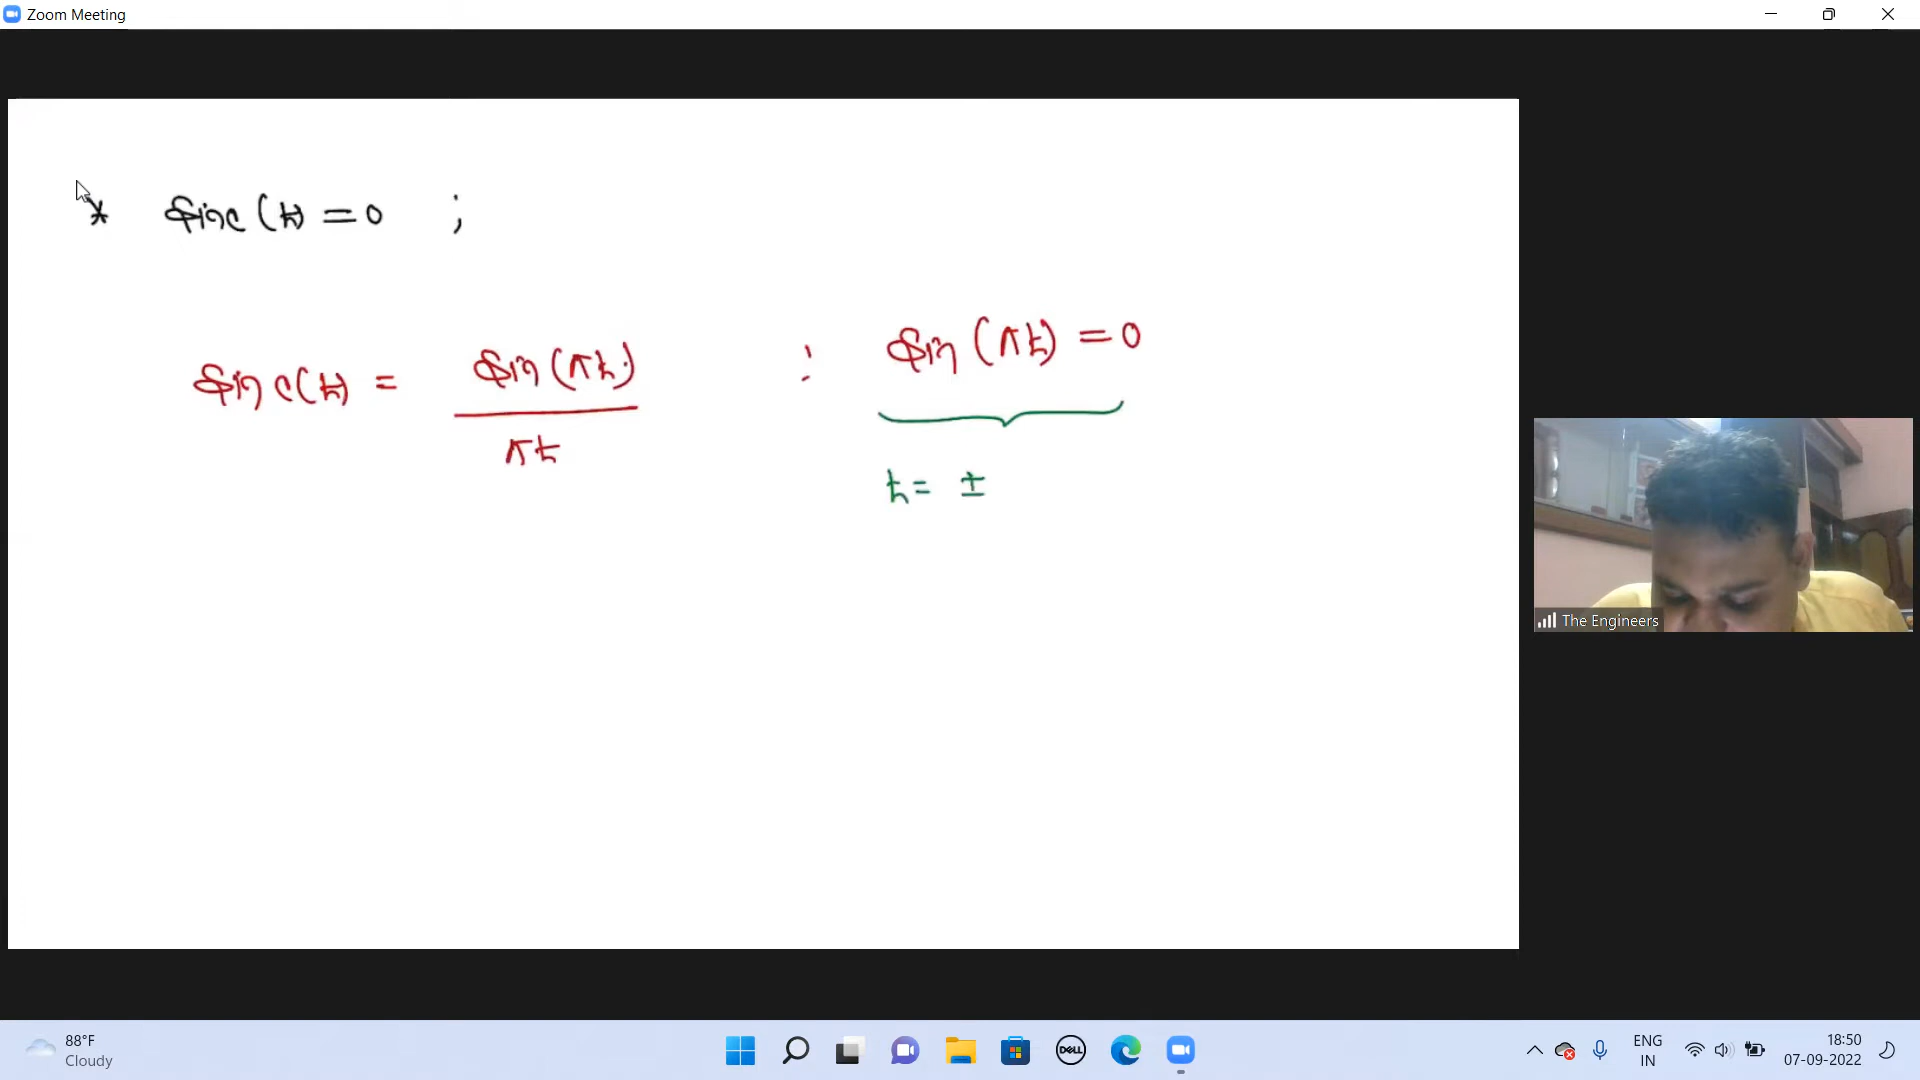 Zoom Meeting
* Sinc(t) = 0 ;
Sinc(t) = Sin(πt) / πt : Sin(πt) = 0
t = ±
The Engineers
88°F
Cloudy
DELL
ENG
IN
18:50
07-09-2022